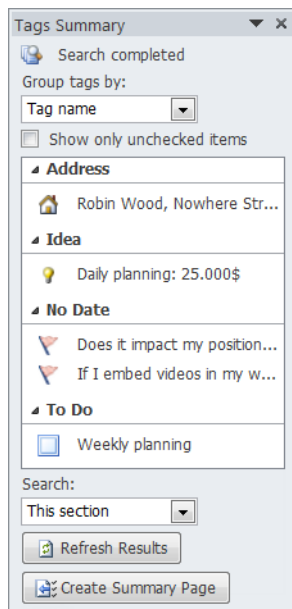 Tags Summary
Search completed
Group tags by:
Tag name
Show only unchecked items
Address
Robin Wood, Nowhere Str...
Idea
Daily planning: 25.000$
No Date
Does it impact my position...
If I embed videos in my w...
To Do
Weekly planning
Search:
This section
Refresh Results
Create Summary Page